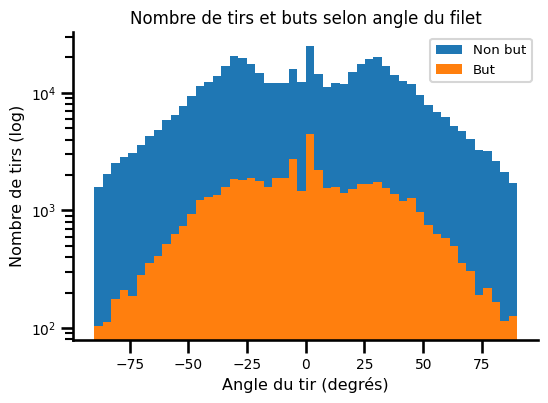 Nombre de tirs et buts selon angle du filet
Non but
But
Nombre de tirs (log)
10⁴
10³
10²
−75
−50
−25
0
25
50
75
Angle du tir (degrés)